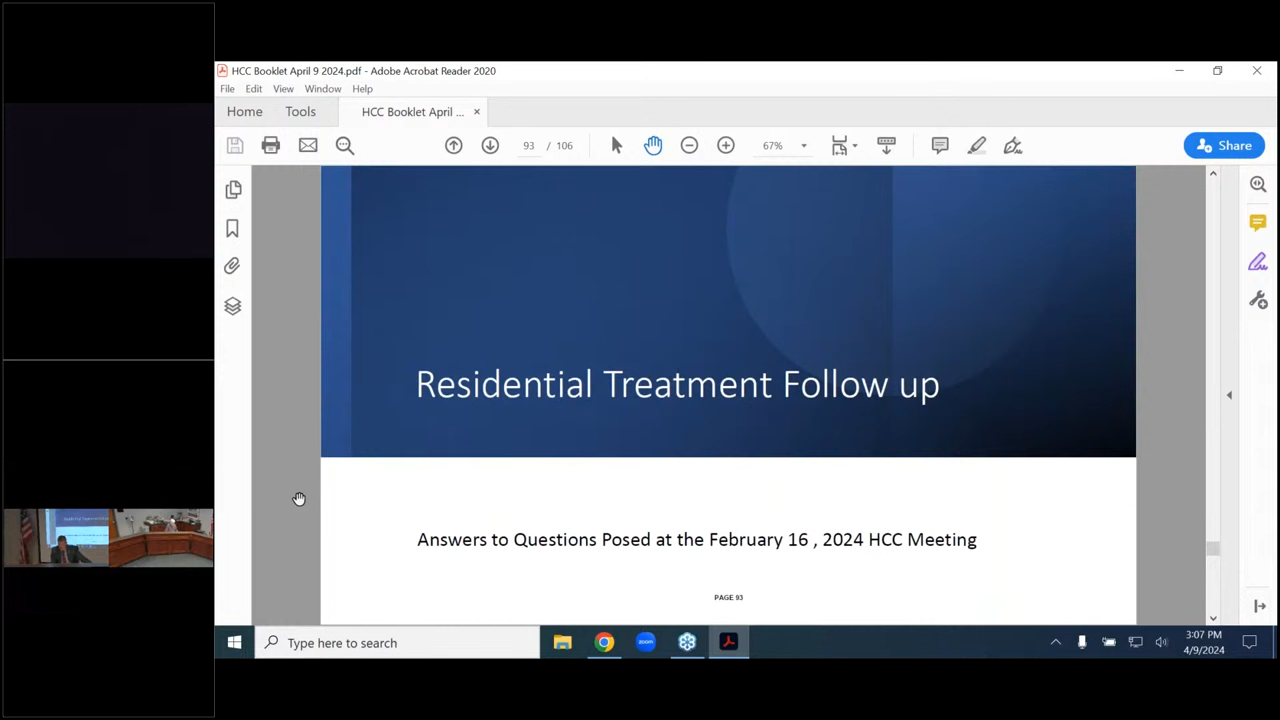 HCC Booklet April 9 2024.pdf - Adobe Acrobat Reader 2020
File Edit View Window Help
Home Tools HCC Booklet April ... ×
93 / 106 67% Share
Residential Treatment Follow up
Answers to Questions Posed at the February 16 , 2024 HCC Meeting
PAGE 93
Type here to search
zoom
3:07 PM
4/9/2024